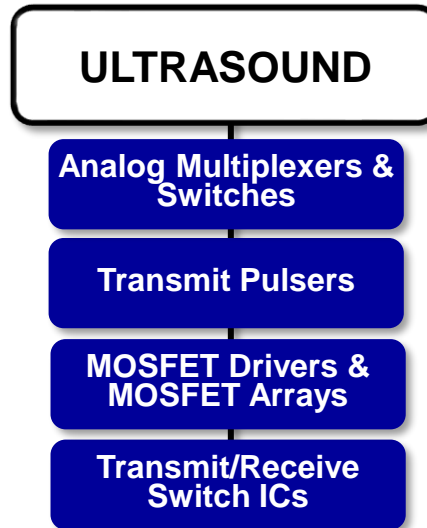 ULTRASOUND
Analog Multiplexers &
Switches
Transmit Pulsers
MOSFET Drivers &
MOSFET Arrays
Transmit/Receive
Switch ICs